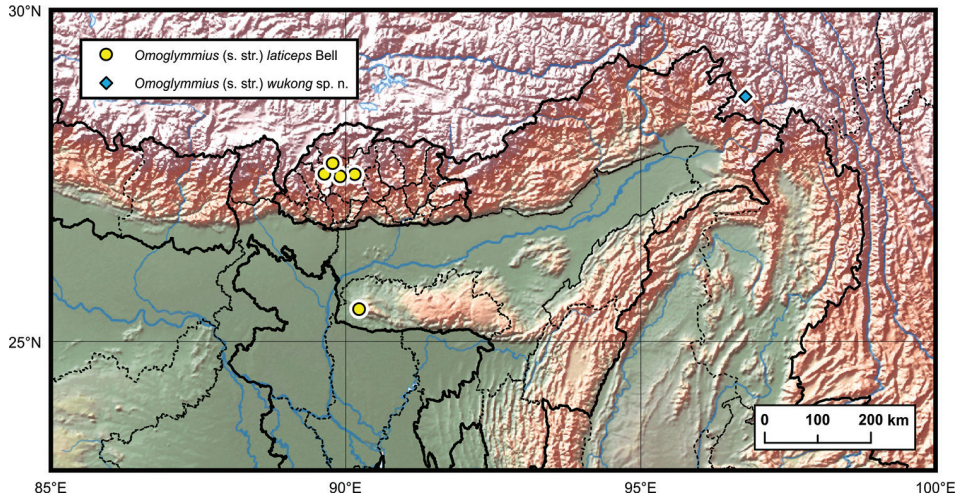 30°N
Omoglymmius (s. str.) laticeps Bell
Omoglymmius (s. str.) wukong sp. n.
25°N
0 100 200 km
85°E 90°E 95°E 100°E